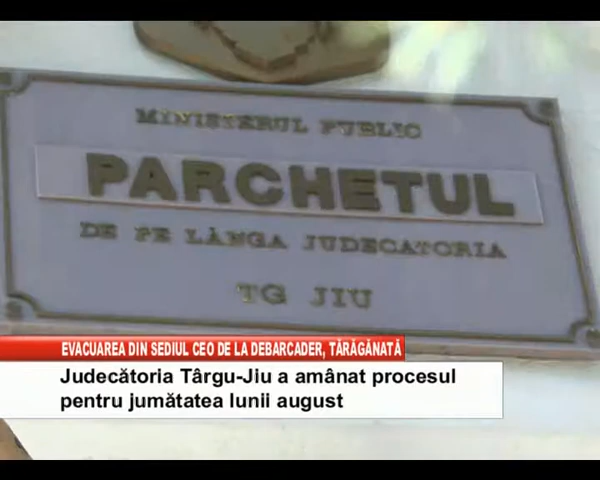 MINISTERUL PUBLIC
PARCHETUL
DE PE LÂNGA JUDECATORIA
TG JIU
EVACUAREA DIN SEDIUL CEO DE LA DEBARCADER, TĂRĂGĂNATĂ
Judecătoria Târgu-Jiu a amânat procesul
pentru jumătatea lunii august